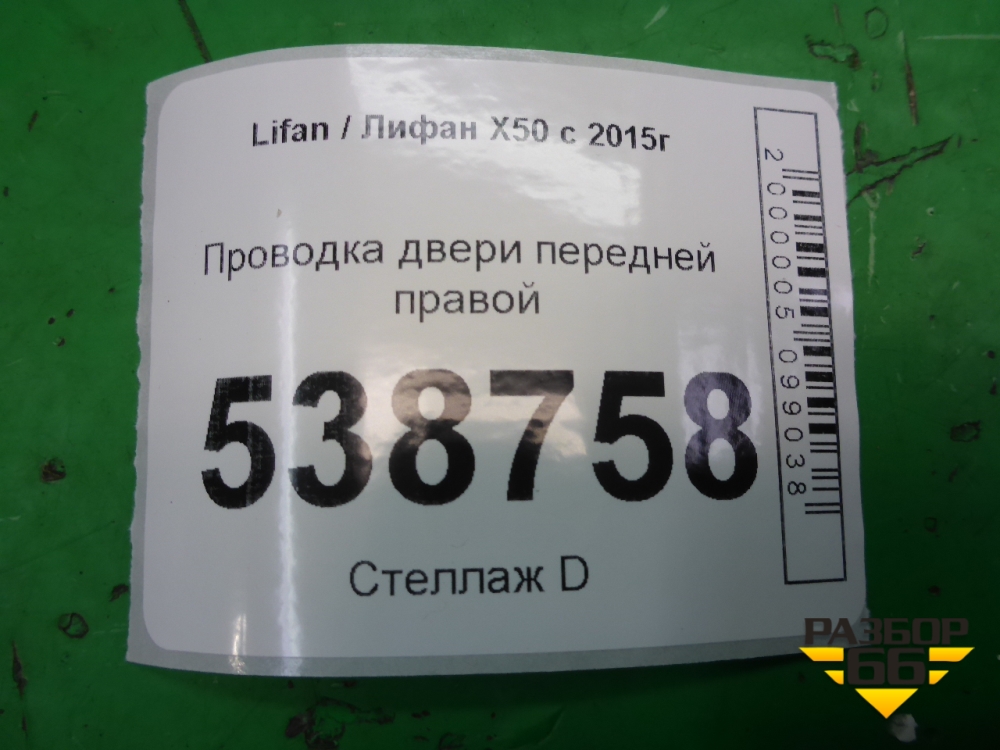 Lifan / Лифан X50 с 2015г
Проводка двери передней
правой
538758
Стеллаж D
2000005099038
РАЗБОР
66